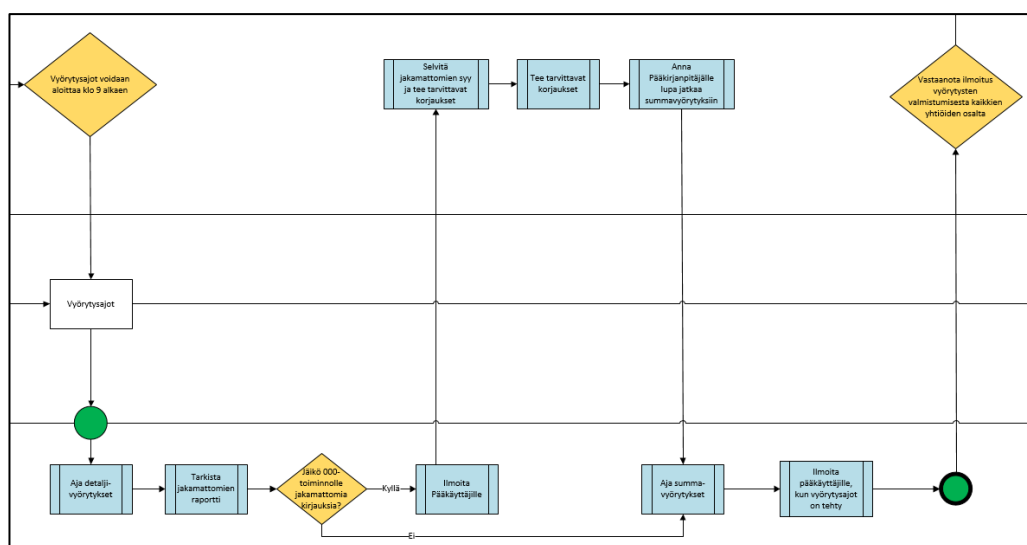 Vyörytysajot voidaan
aloittaa klo 9 alkaen
Selvitä
jakamattomien syy
ja tee tarvittavat
korjaukset
Tee tarvittavat
korjaukset
Anna
Pääkirjanpitäjälle
lupa jatkaa
summavyörytyksiin
Vastaanota ilmoitus
vyörytysten
valmistumisesta kaikkien
yhtiöiden osalta
Vyörytysajot
Aja detalji-
vyörytykset
Tarkista
jakamattomien
raportti
Jäikö 000-
toiminnolle
jakamattomia
kirjauksia?
Kyllä
Ilmoita
Pääkäyttäjille
Aja summa-
vyörytykset
Ilmoita
pääkäyttäjille,
kun vyörytysajot
on tehty
Ei